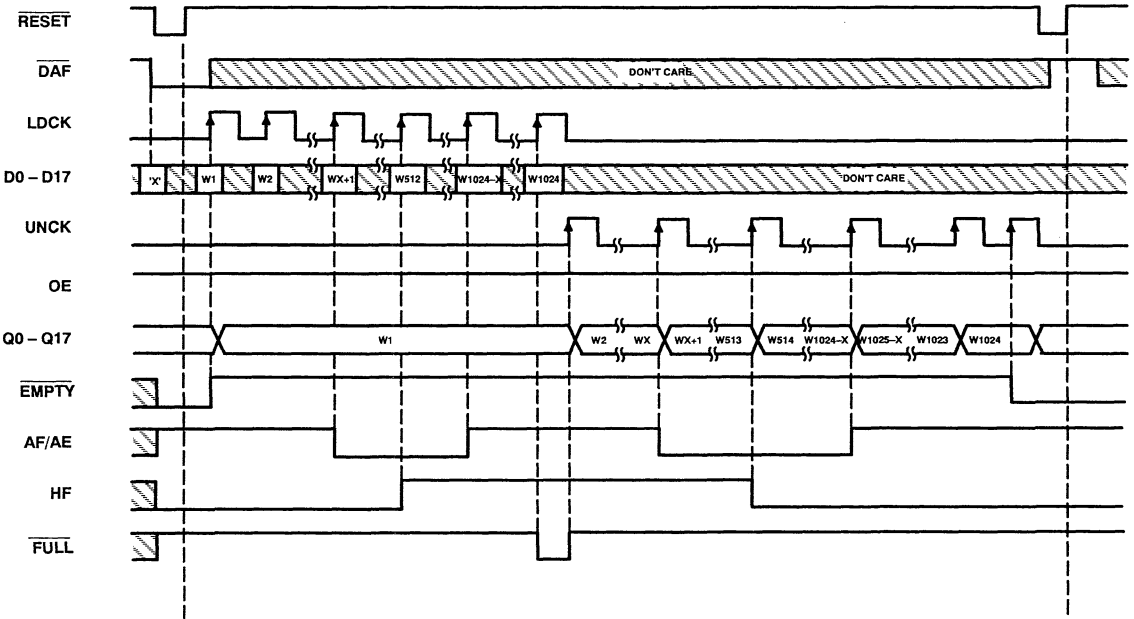 RESET
DAF
DON'T CARE
LDCK
D0 – D17
'X'
W1
W2
WX+1
W512
W1024–X
W1024
DON'T CARE
UNCK
OE
Q0 – Q17
W1
W2
WX
WX+1
W513
W514
W1024–X
W1025–X
W1023
W1024
EMPTY
AF/AE
HF
FULL